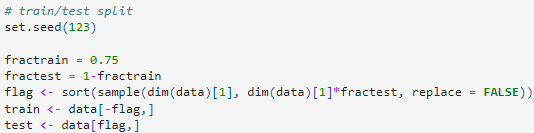 # train/test split
set.seed(123)
fractrain = 0.75
fractest = 1-fractrain
flag <- sort(sample(dim(data)[1], dim(data)[1]*fractest, replace = FALSE))
train <- data[-flag,]
test <- data[flag,]